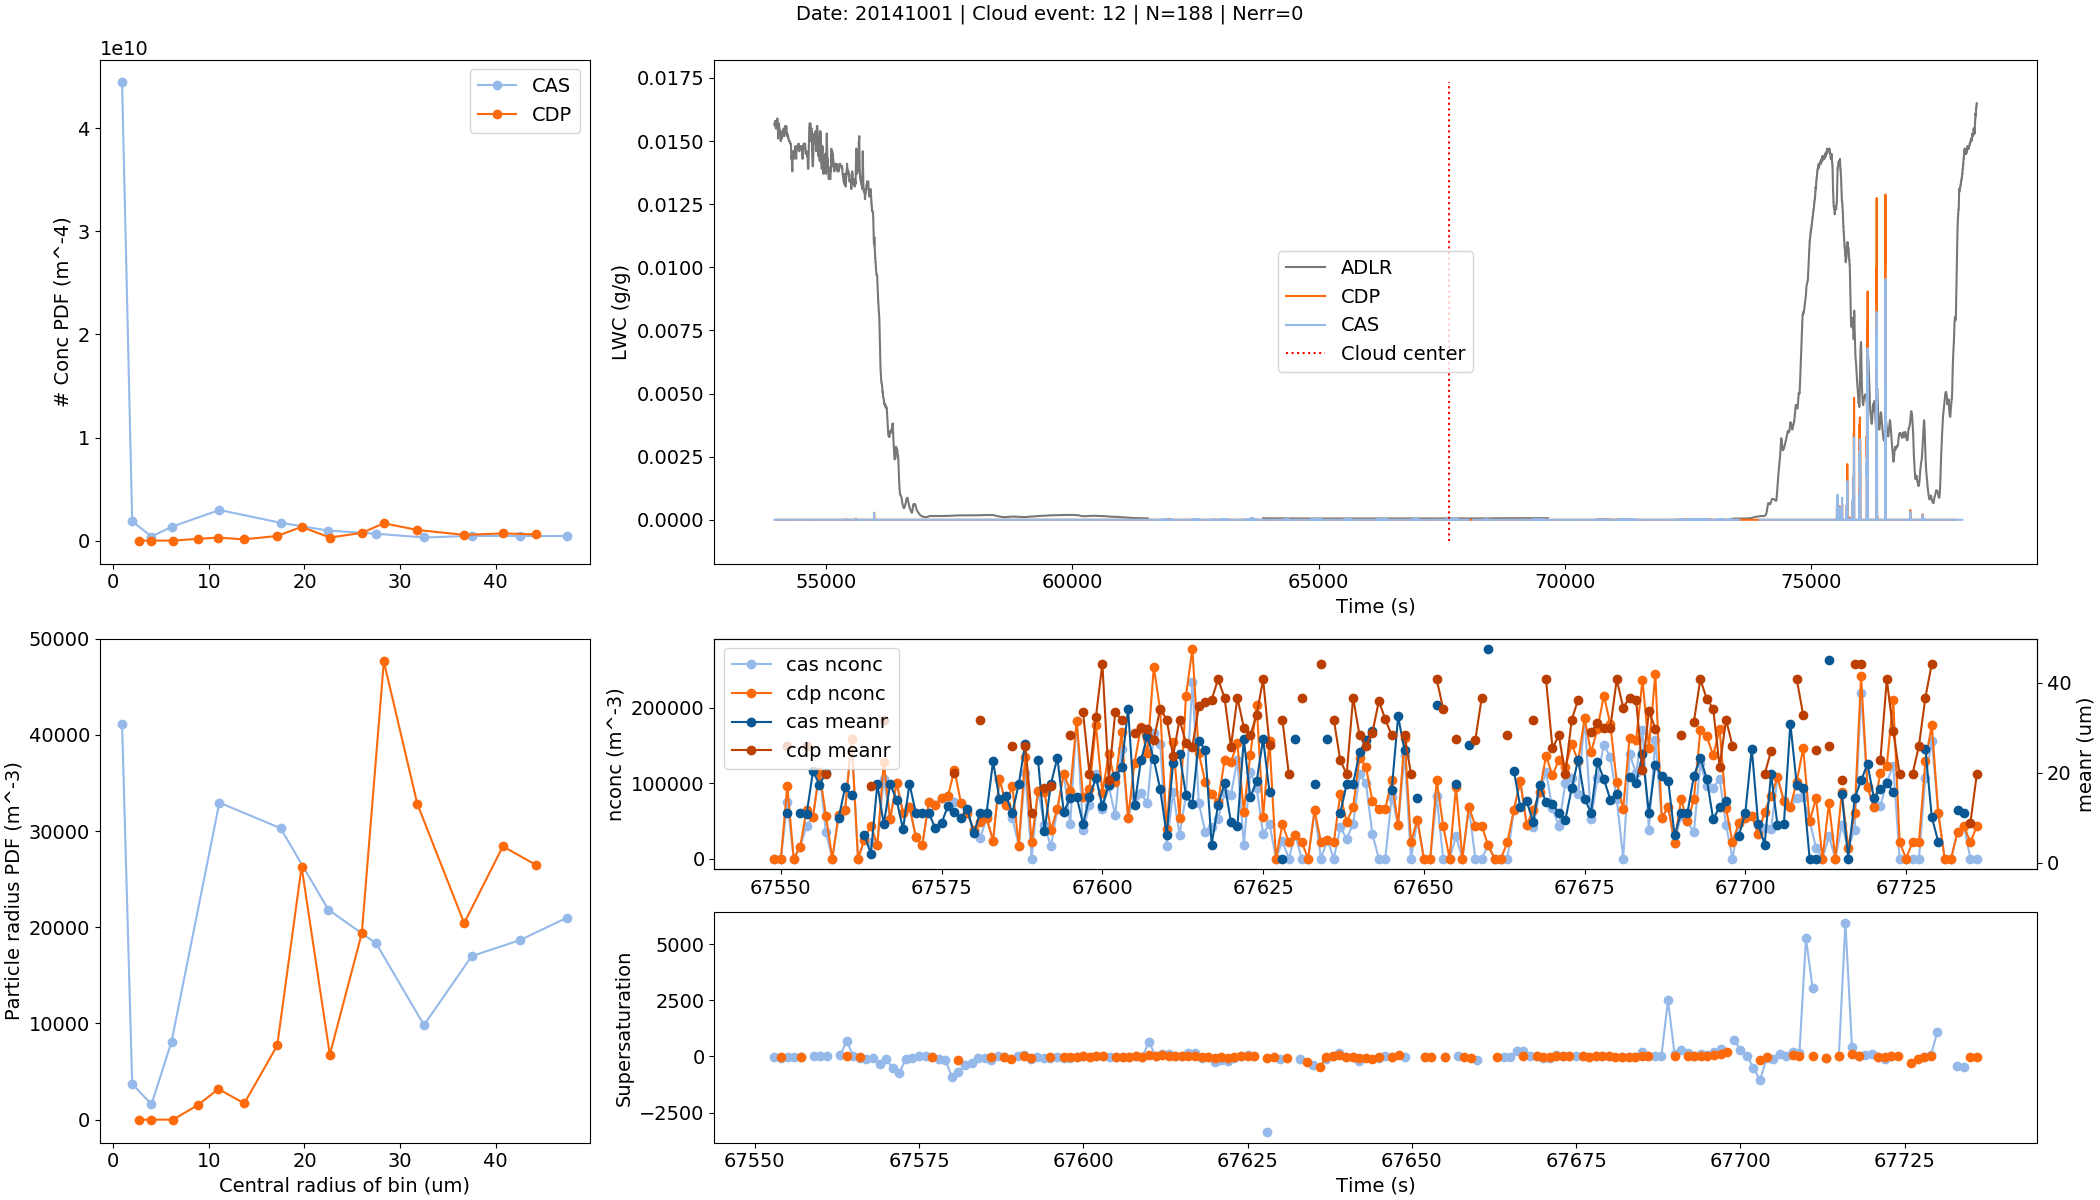 Date: 20141001 | Cloud event: 12 | N=188 | Nerr=0
1e10
# Conc PDF (m^-4)
4
3
2
1
0
0 10 20 30 40
CAS
CDP
LWC (g/g)
0.0175
0.0150
0.0125
0.0100
0.0075
0.0050
0.0025
0.0000
55000 60000 65000 70000 75000
Time (s)
ADLR
CDP
CAS
Cloud center
Particle radius PDF (m^-3)
50000
40000
30000
20000
10000
0
0 10 20 30 40
Central radius of bin (um)
nconc (m^-3)
200000
100000
0
cas nconc
cdp nconc
cas meanr
cdp meanr
40
20
0
meanr (um)
67550 67575 67600 67625 67650 67675 67700 67725
Supersaturation
5000
2500
0
−2500
67550 67575 67600 67625 67650 67675 67700 67725
Time (s)